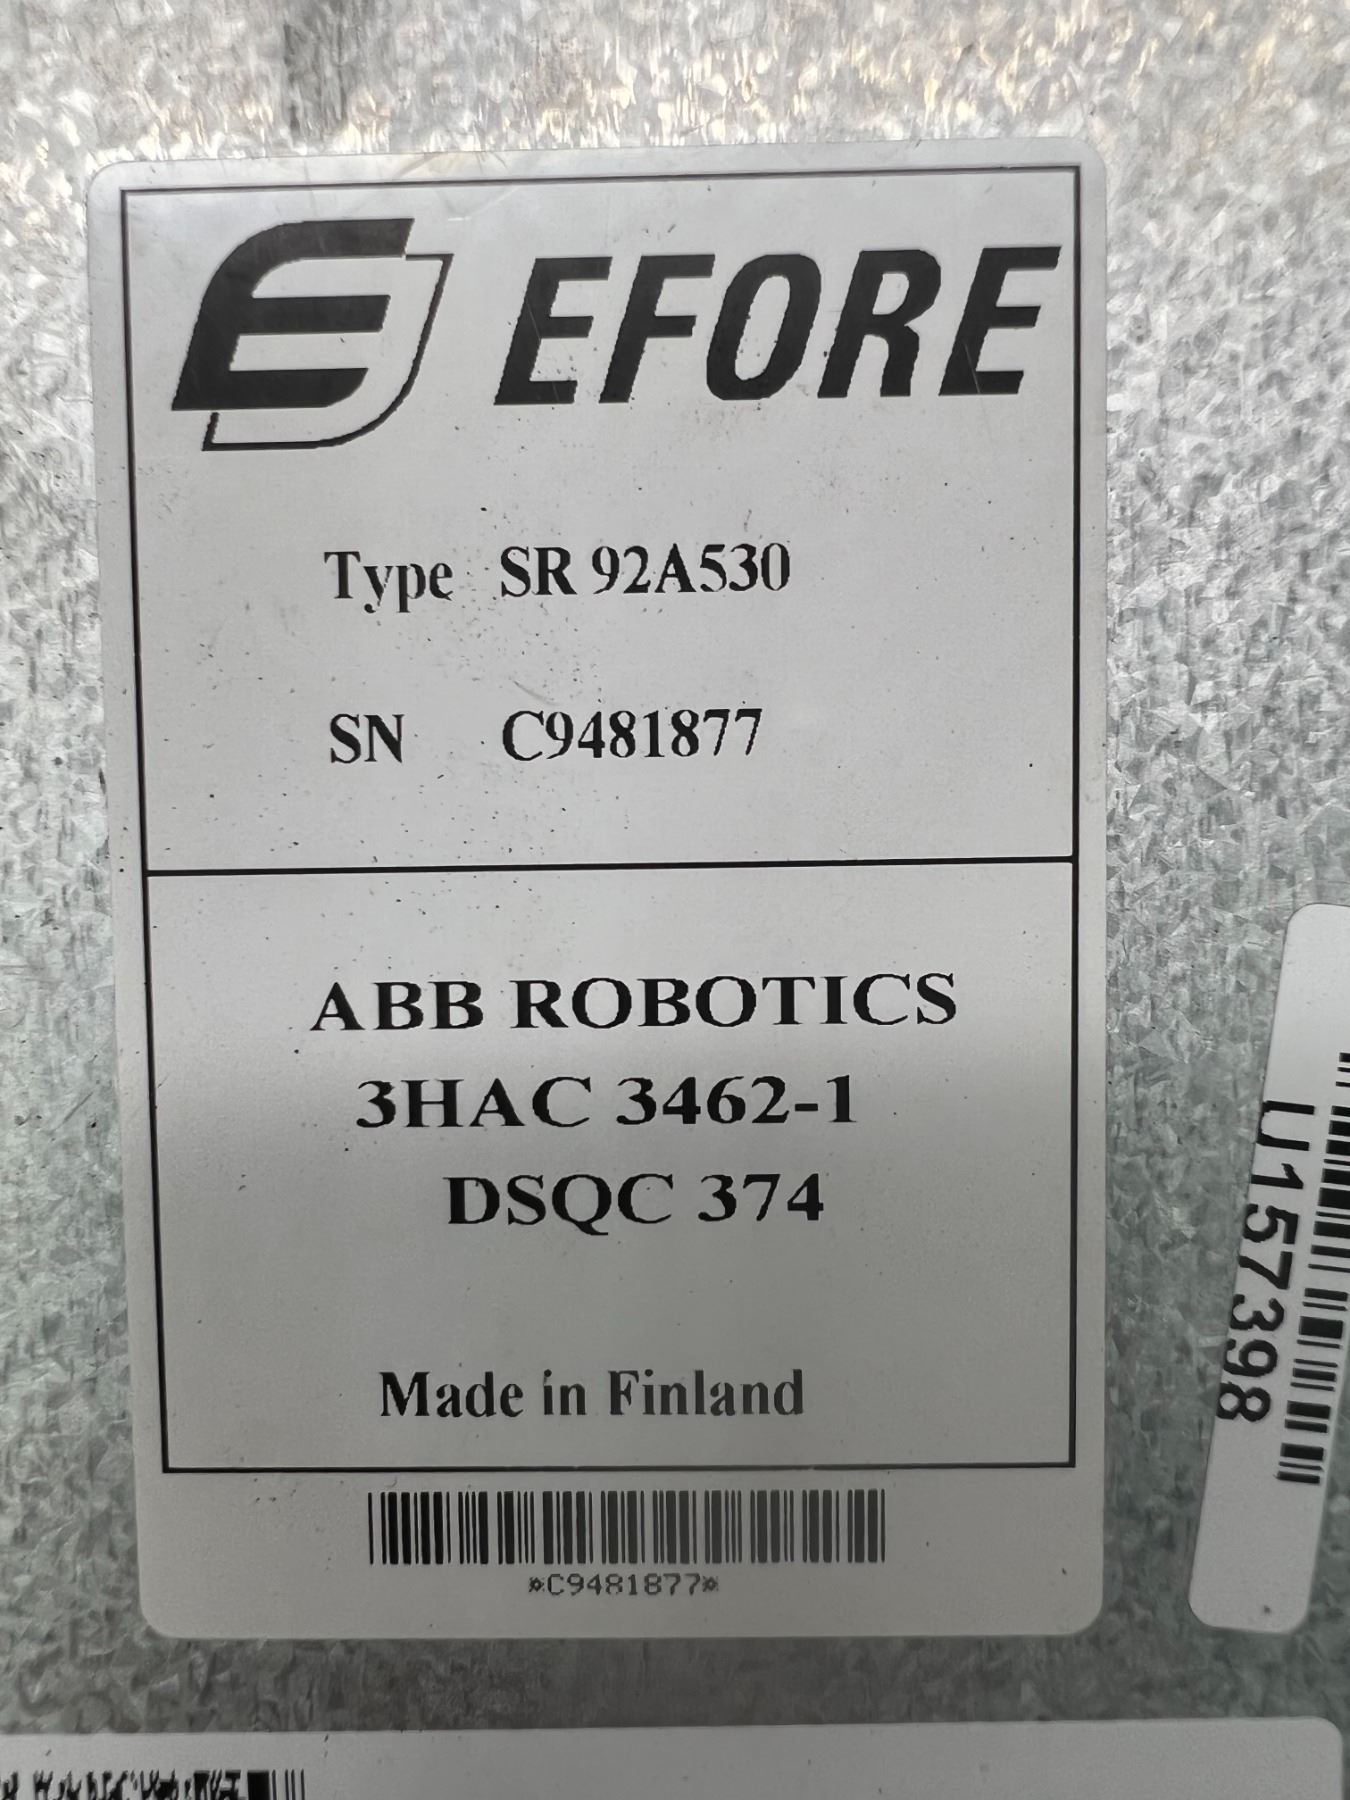 EFORE
Type SR 92A530
SN C9481877
ABB ROBOTICS
3HAC 3462-1
DSQC 374
Made in Finland
*C9481877*
U1157398